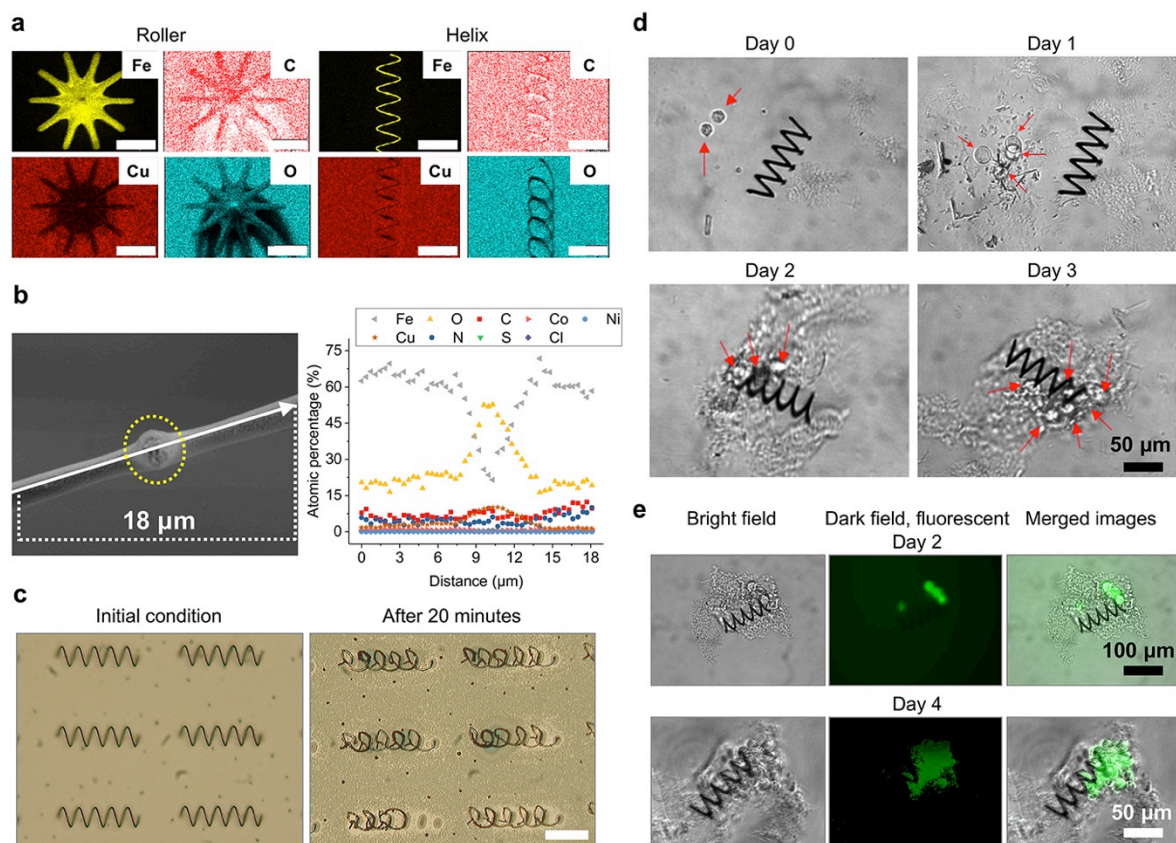 a
Roller
Helix
Fe
C
Fe
C
Cu
O
Cu
O
b
18 µm
Fe O C Co Ni
Cu N S Cl
Atomic percentage (%)
75
60
45
30
15
0
0 3 6 9 12 15 18
Distance (µm)
c
Initial condition
After 20 minutes
d
Day 0
Day 1
Day 2
Day 3
50 µm
e
Bright field
Dark field, fluorescent
Merged images
Day 2
100 µm
Day 4
50 µm